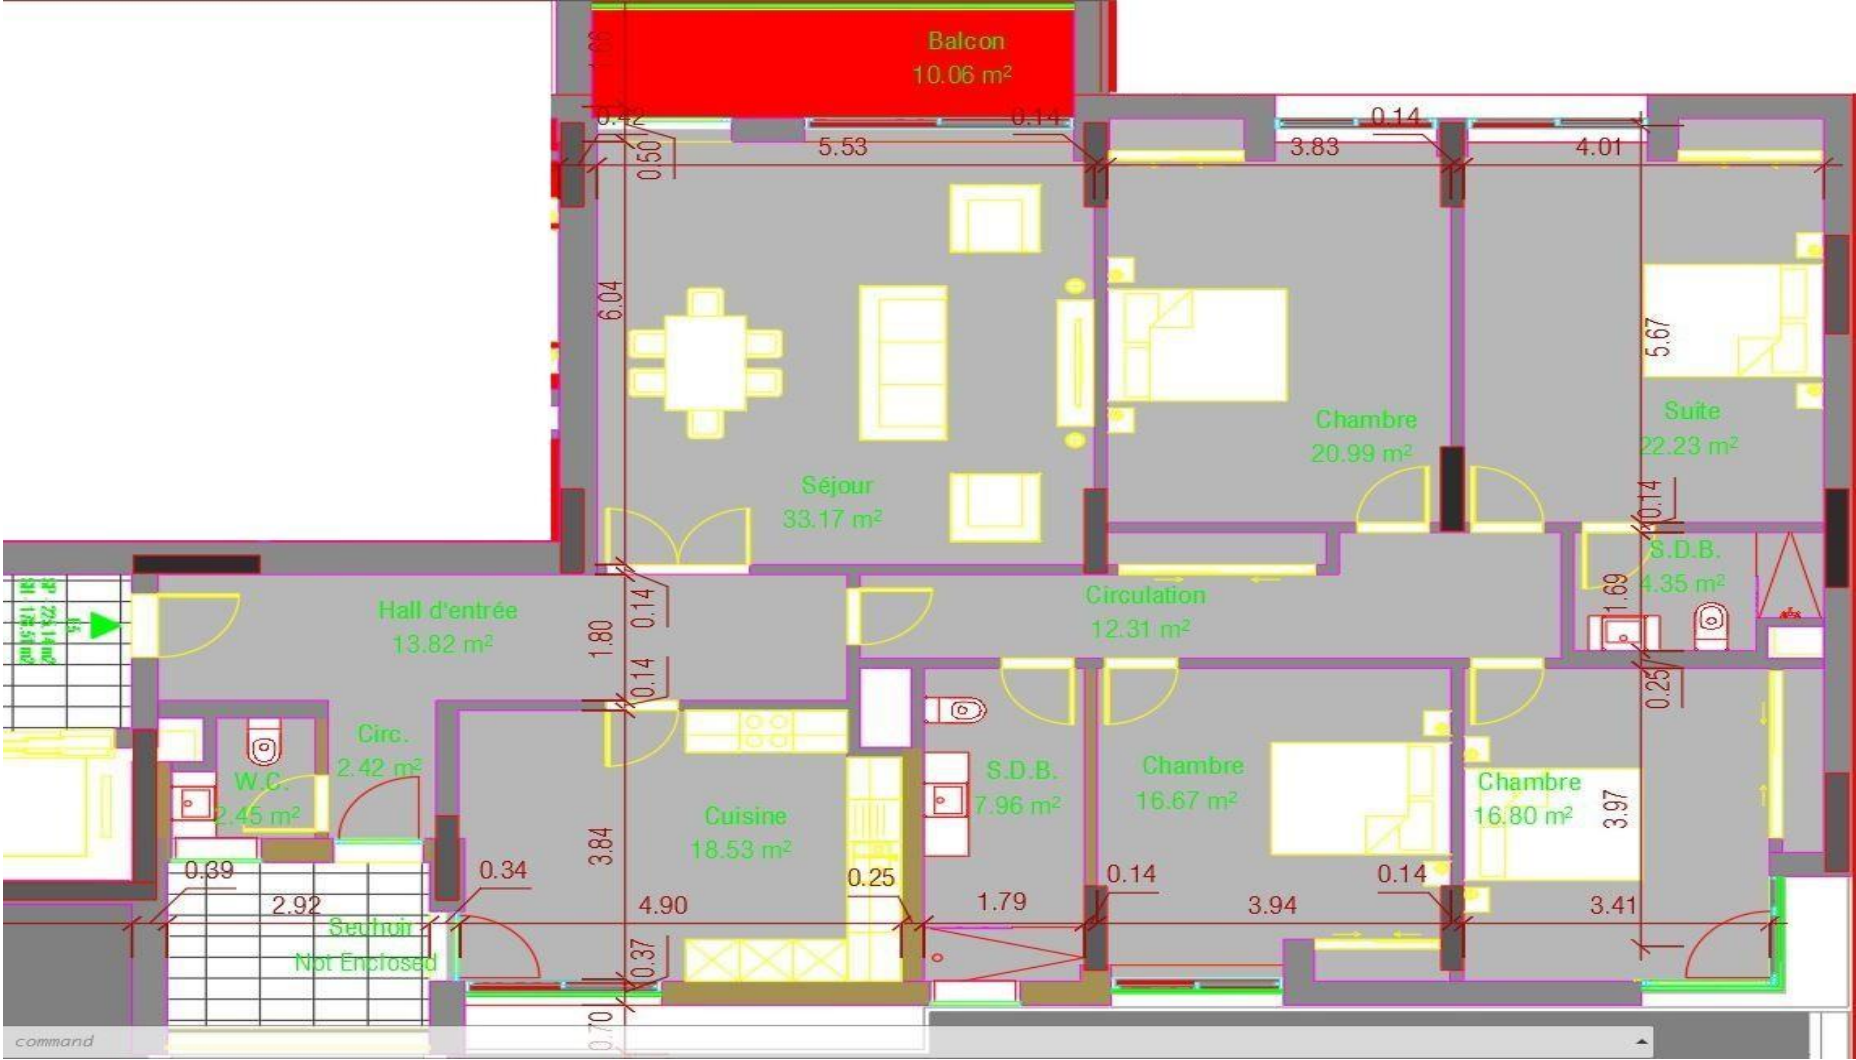 1.66
Balcon
10.06 m²
0.42
0.14
0.14
0.50
5.53
3.83
4.01
6.04
5.67
Chambre
20.99 m²
Suite
22.23 m²
Séjour
33.17 m²
0.14
S.D.B.
4.35 m²
1.69
Hall d'entrée
13.82 m²
0.14
1.80
0.14
Circulation
12.31 m²
0.25
Circ.
2.42 m²
W.C.
2.45 m²
Cuisine
18.53 m²
S.D.B.
7.96 m²
Chambre
16.67 m²
Chambre
16.80 m²
3.97
3.84
0.39
0.34
0.25
0.14
0.14
2.92
4.90
1.79
3.94
3.41
Sechoir
Not Enclosed
0.37
0.70
command